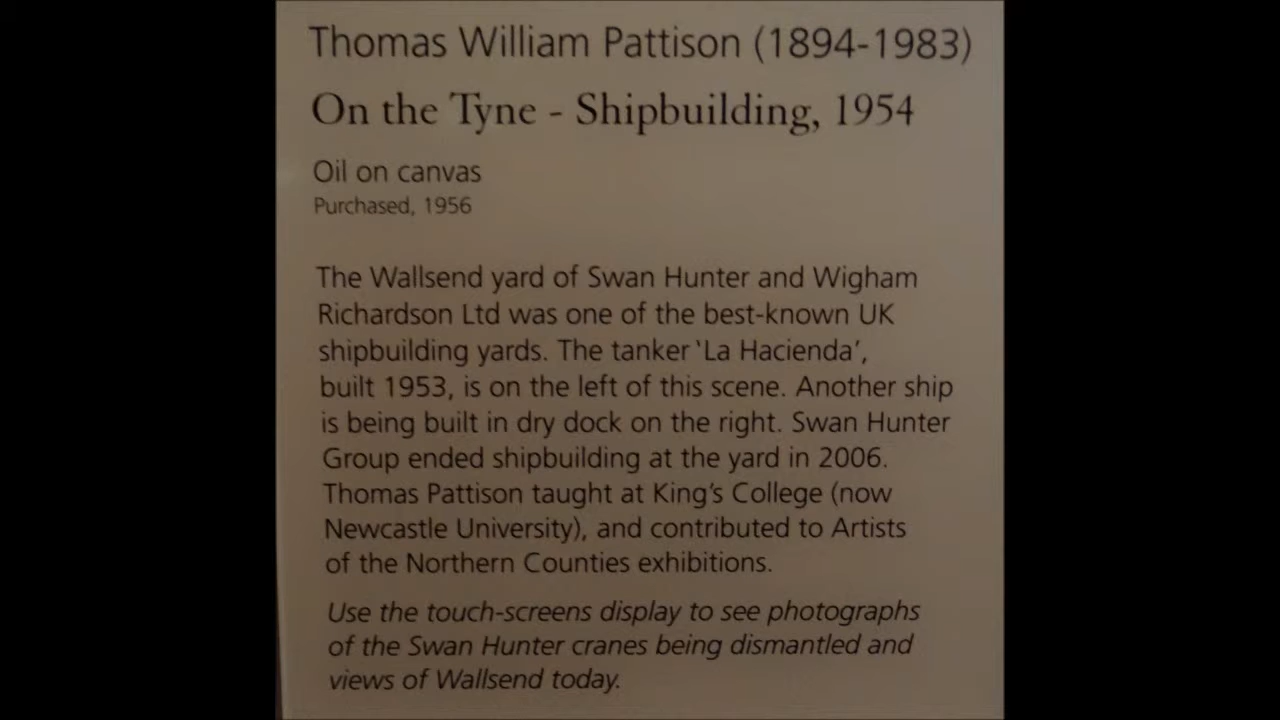 Thomas William Pattison (1894-1983)
On the Tyne - Shipbuilding, 1954
Oil on canvas
Purchased, 1956
The Wallsend yard of Swan Hunter and Wigham
Richardson Ltd was one of the best-known UK
shipbuilding yards. The tanker ‘La Hacienda’,
built 1953, is on the left of this scene. Another ship
is being built in dry dock on the right. Swan Hunter
Group ended shipbuilding at the yard in 2006.
Thomas Pattison taught at King’s College (now
Newcastle University), and contributed to Artists
of the Northern Counties exhibitions.
Use the touch-screens display to see photographs
of the Swan Hunter cranes being dismantled and
views of Wallsend today.